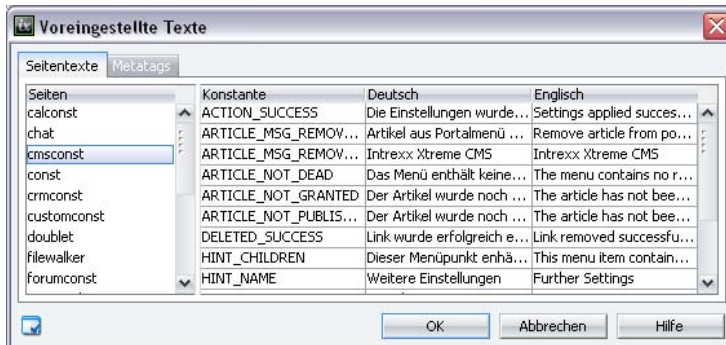 Voreingestellte Texte
Seitentexte Metatags
Seiten Konstante Deutsch Englisch
calconst ACTION_SUCCESS Die Einstellungen wurde... Settings applied succes...
chat ARTICLE_MSG_REMOV... Artikel aus Portalmenü ... Remove article from po...
cmsconst ARTICLE_MSG_REMOV... Intrexx Xtreme CMS Intrexx Xtreme CMS
const ARTICLE_NOT_DEAD Das Menü enthält keine... The menu contains no r...
crmconst ARTICLE_NOT_GRANTED Der Artikel wurde noch ... The article has not bee...
customconst ARTICLE_NOT_PUBLIS... Der Artikel wurde noch ... The article has not bee...
doublet DELETED_SUCCESS Link wurde erfolgreich e... Link removed successfu...
filewalker HINT_CHILDREN Dieser Menüpunkt enhä... This menu item contain...
forumconst HINT_NAME Weitere Einstellungen Further Settings
OK Abbrechen Hilfe